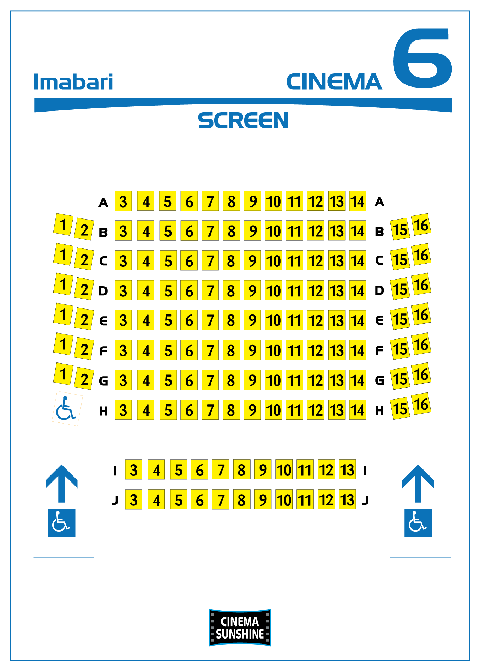 Imabari CINEMA 6
SCREEN
A 3 4 5 6 7 8 9 10 11 12 13 14 A
1 2 B 3 4 5 6 7 8 9 10 11 12 13 14 B 15 16
1 2 C 3 4 5 6 7 8 9 10 11 12 13 14 C 15 16
1 2 D 3 4 5 6 7 8 9 10 11 12 13 14 D 15 16
1 2 E 3 4 5 6 7 8 9 10 11 12 13 14 E 15 16
1 2 F 3 4 5 6 7 8 9 10 11 12 13 14 F 15 16
1 2 G 3 4 5 6 7 8 9 10 11 12 13 14 G 15 16
H 3 4 5 6 7 8 9 10 11 12 13 14 H 15 16
I 3 4 5 6 7 8 9 10 11 12 13 I
J 3 4 5 6 7 8 9 10 11 12 13 J
CINEMA
SUNSHINE